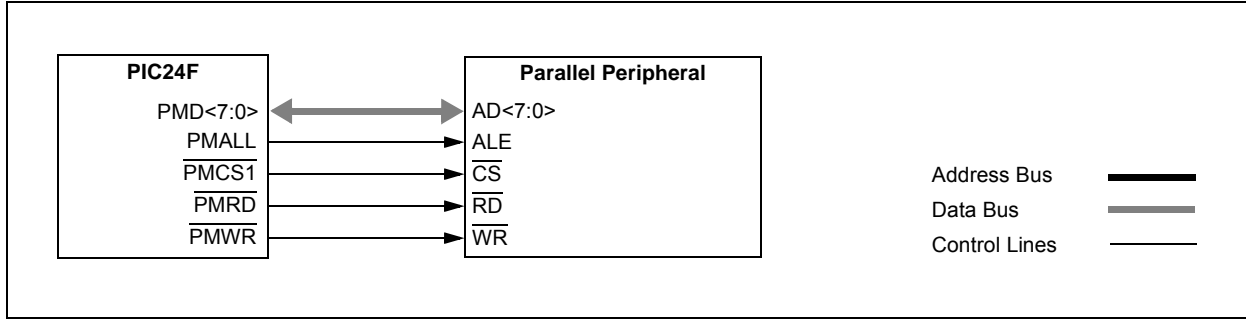 PIC24F
PMD<7:0>
PMALL
PMCS1
PMRD
PMWR
Parallel Peripheral
AD<7:0>
ALE
CS
RD
WR
Address Bus
Data Bus
Control Lines